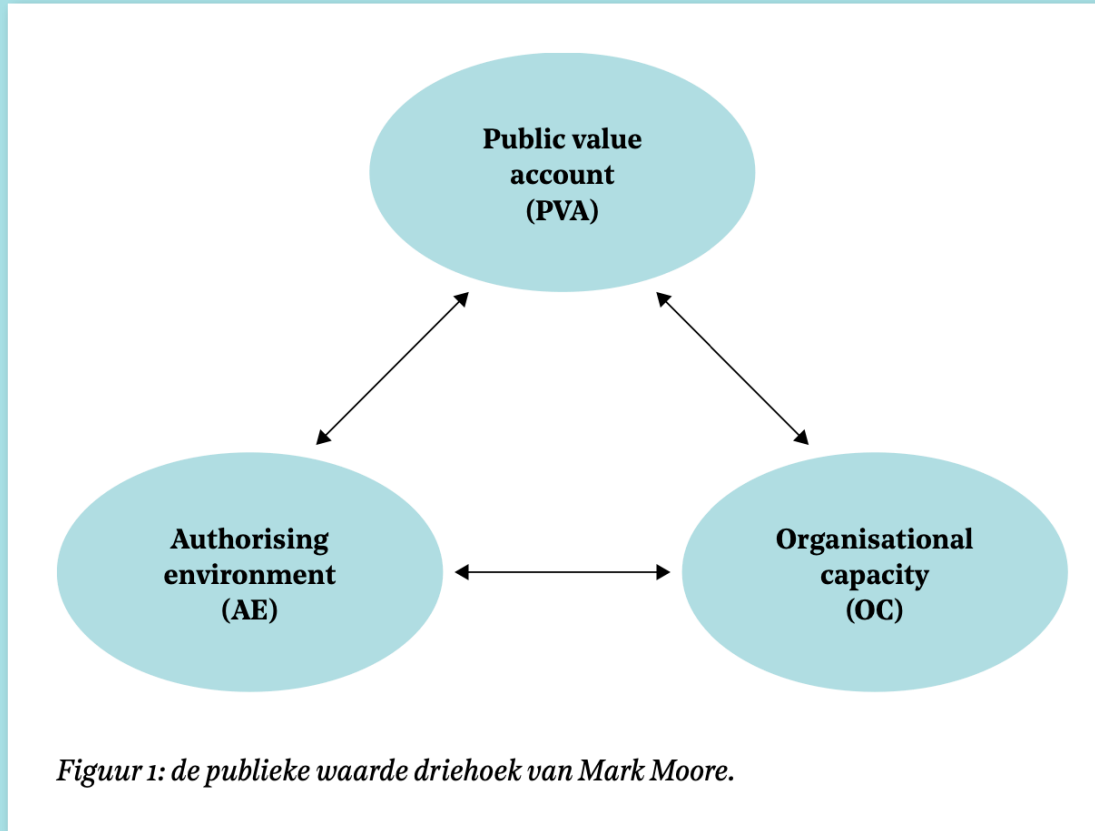 Public value
account
(PVA)
Authorising
environment
(AE)
Organisational
capacity
(OC)
Figuur 1: de publieke waarde driehoek van Mark Moore.